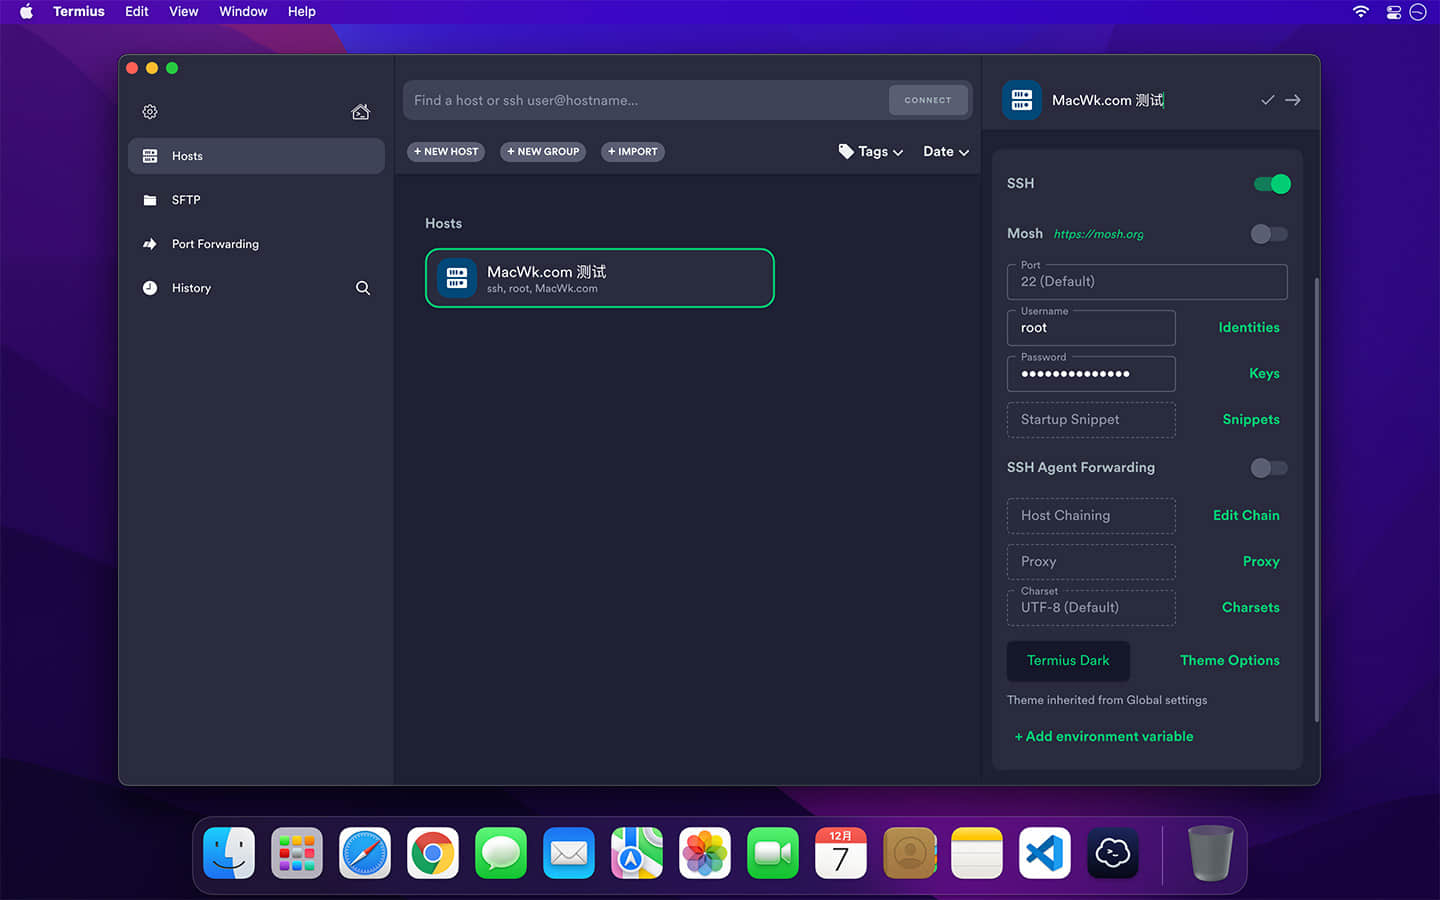 Termius Edit View Window Help
Hosts
SFTP
Port Forwarding
History
Find a host or ssh user@hostname...
CONNECT
+ NEW HOST
+ NEW GROUP
+ IMPORT
Tags
Date
Hosts
MacWk.com 测试
ssh, root, MacWk.com
MacWk.com 测试
SSH
Mosh https://mosh.org
Port
22 (Default)
Username
root
Identities
Password
••••••••••••••
Keys
Startup Snippet
Snippets
SSH Agent Forwarding
Host Chaining
Edit Chain
Proxy
Proxy
Charset
UTF-8 (Default)
Charsets
Termius Dark
Theme Options
Theme inherited from Global settings
+ Add environment variable
12月
7